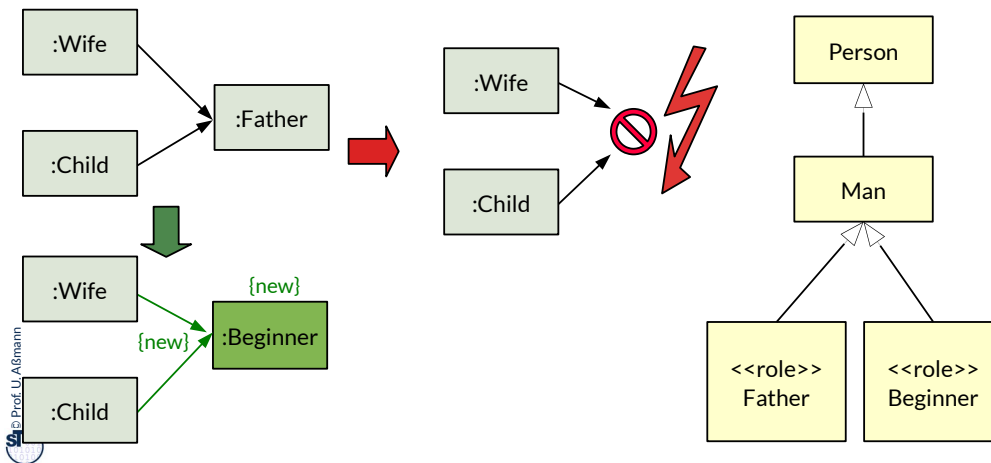 :Wife
:Child
:Father
:Wife
:Child
Person
Man
<<role>>
Father
<<role>>
Beginner
:Wife
:Child
{new}
{new}
:Beginner
© Prof. U. Aßmann